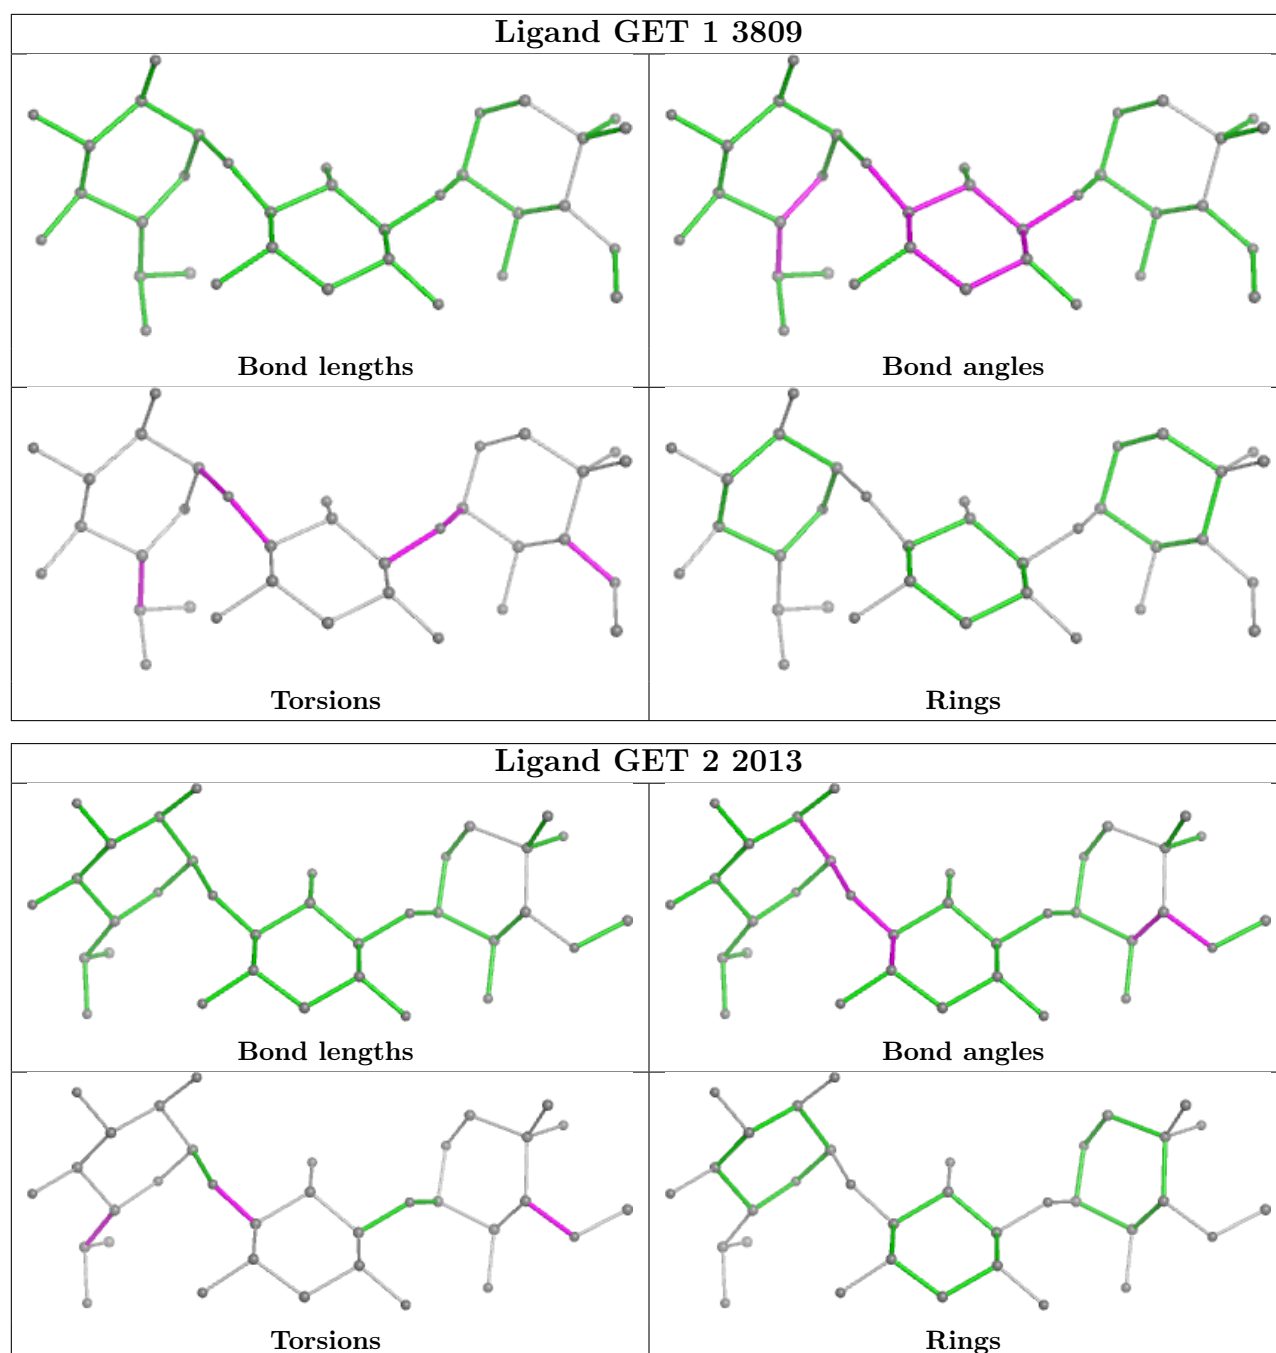 Ligand GET 1 3809
Bond lengths
Bond angles
Torsions
Rings
Ligand GET 2 2013
Bond lengths
Bond angles
Torsions
Rings